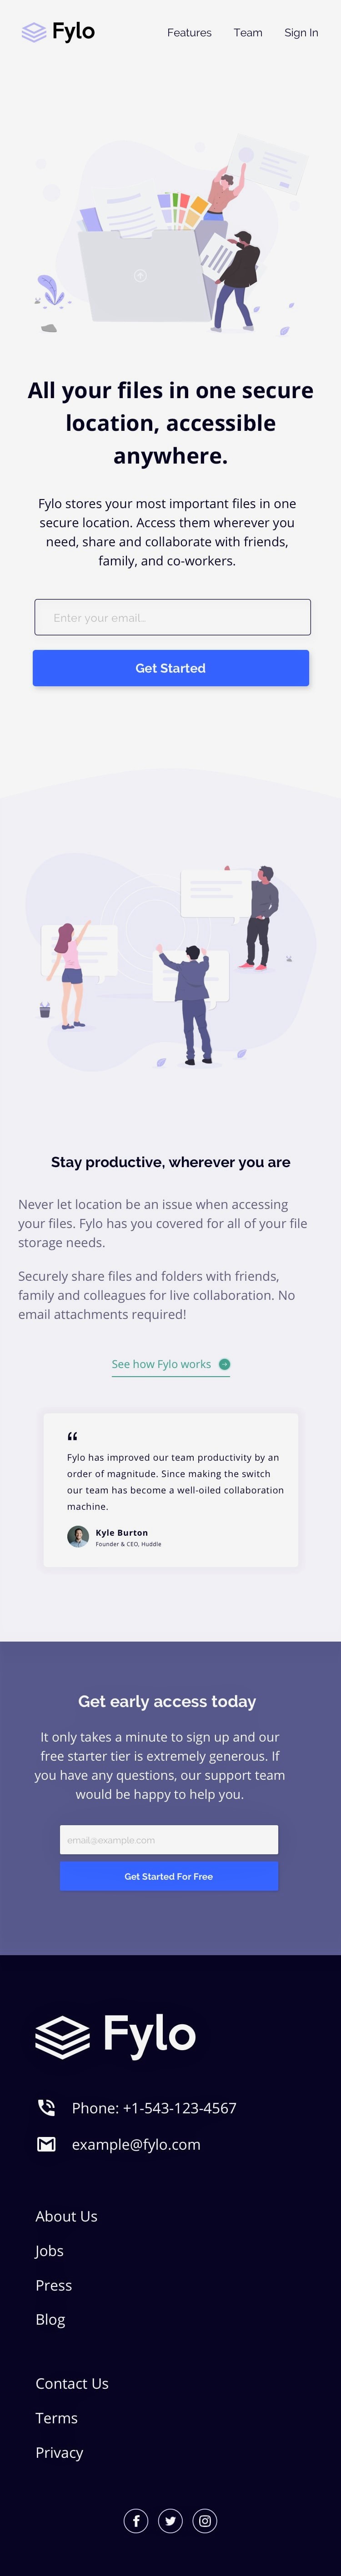 Fylo
Features
Team
Sign In
All your files in one secure
location, accessible
anywhere.
Fylo stores your most important files in one
secure location. Access them wherever you
need, share and collaborate with friends,
family, and co-workers.
Enter your email...
Get Started
Stay productive, wherever you are
Never let location be an issue when accessing
your files. Fylo has you covered for all of your file
storage needs.
Securely share files and folders with friends,
family and colleagues for live collaboration. No
email attachments required!
See how Fylo works
“
Fylo has improved our team productivity by an
order of magnitude. Since making the switch
our team has become a well-oiled collaboration
machine.
Kyle Burton
Founder & CEO, Huddle
Get early access today
It only takes a minute to sign up and our
free starter tier is extremely generous. If
you have any questions, our support team
would be happy to help you.
email@example.com
Get Started For Free
Fylo
Phone: +1-543-123-4567
example@fylo.com
About Us
Jobs
Press
Blog
Contact Us
Terms
Privacy